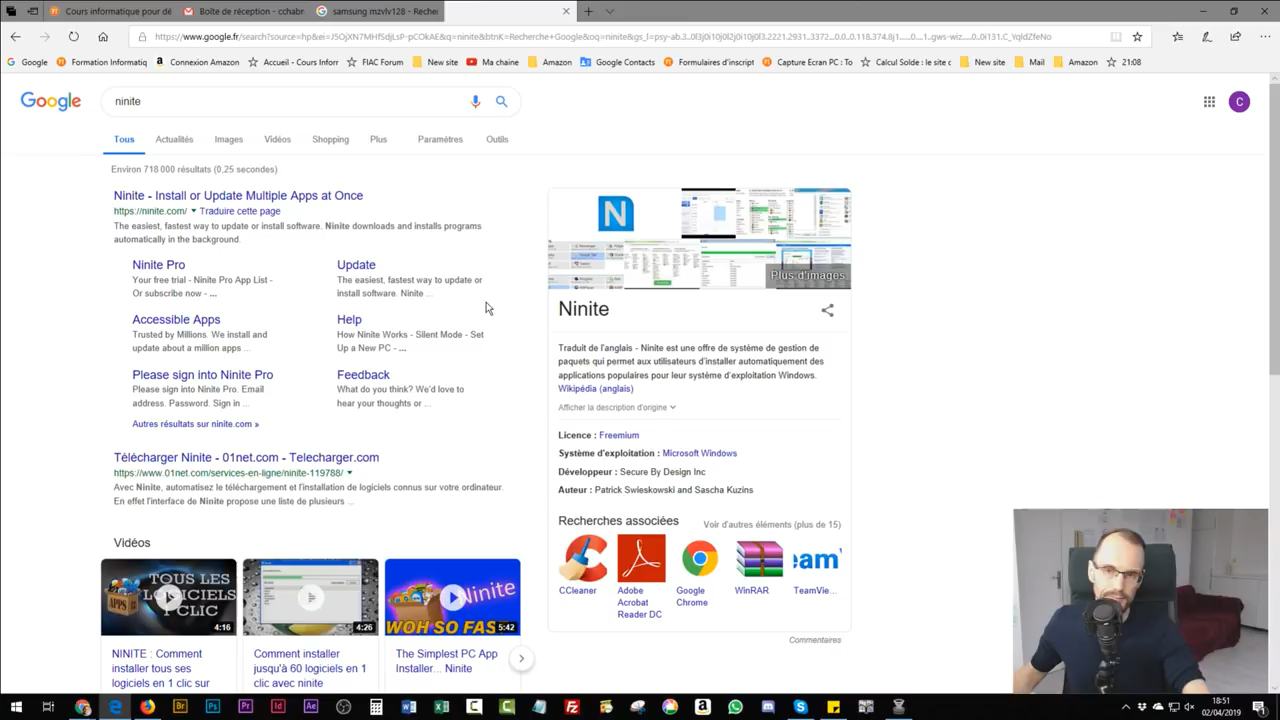 Cours informatique pour dé
Boîte de réception - cchabre
samsung mzvlv128 - Recher
https://www.google.fr/search?source=hp&ei=J5OjXN7MHfSdjLsP-pCOkAE&q=ninite&btnK=Recherche+Google&oq=ninite&gs_l=psy-ab.3..0l3j0i10j0l2j0i10j0l3.2221.2931..3372...0.0..0.118.374.8j1......0....1..gws-wiz.....0..0i131.C_YqldZfeNo
Google
Formation Informatiq
Connexion Amazon
Accueil - Cours Inforr
FIAC Forum
New site
Ma chaine
Amazon
Google Contacts
Formulaires d'inscript
Capture Ecran PC : To
Calcul Solde : le site c
New site
Mail
Amazon
21:08
Google
ninite
C
Tous
Actualités
Images
Vidéos
Shopping
Plus
Paramètres
Outils
Environ 718 000 résultats (0,25 secondes)
Ninite - Install or Update Multiple Apps at Once
https://ninite.com/ ▼ Traduire cette page
The easiest, fastest way to update or install software. Ninite downloads and installs programs
automatically in the background.
Ninite Pro
Your free trial - Ninite Pro App List -
Or subscribe now - ...
Update
The easiest, fastest way to update or
install software. Ninite ...
Accessible Apps
Trusted by Millions. We install and
update about a million apps ...
Help
How Ninite Works - Silent Mode - Set
Up a New PC - ...
Please sign into Ninite Pro
Please sign into Ninite Pro. Email
address. Password. Sign in ...
Feedback
What do you think? We'd love to
hear your thoughts or ...
Autres résultats sur ninite.com »
Télécharger Ninite - 01net.com - Telecharger.com
https://www.01net.com/services-en-ligne/ninite-119788/ ▼
Avec Ninite, automatisez le téléchargement et l'installation de logiciels connus sur votre ordinateur.
En effet l'interface de Ninite propose une liste de plusieurs ...
Vidéos
TOUS LES
LOGICIELS
4:16
4:26
Ninite
WOH SO FAS
5:42
NINITE : Comment
installer tous ses
logiciels en 1 clic sur
Comment installer
jusqu'à 60 logiciels en 1
clic avec ninite
The Simplest PC App
Installer... Ninite
N
Plus d'images
Ninite
Traduit de l'anglais - Ninite est une offre de système de gestion de
paquets qui permet aux utilisateurs d'installer automatiquement des
applications populaires pour leur système d'exploitation Windows.
Wikipédia (anglais)
Afficher la description d'origine
Licence : Freemium
Système d'exploitation : Microsoft Windows
Développeur : Secure By Design Inc
Auteur : Patrick Swieskowski and Sascha Kuzins
Recherches associées
Voir d'autres éléments (plus de 15)
eamV
CCleaner
Adobe
Acrobat
Reader DC
Google
Chrome
WinRAR
TeamVie...
Commentaires
Br
Ps
Pr
Id
Ae
18:51
02/04/2019